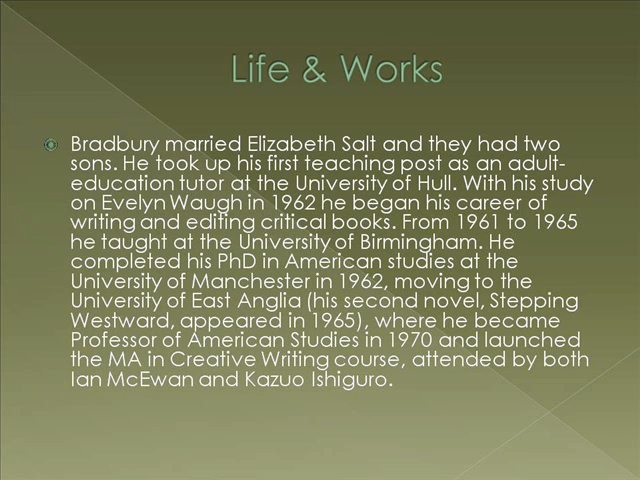 Life & Works
Bradbury married Elizabeth Salt and they had two
sons. He took up his first teaching post as an adult-
education tutor at the University of Hull. With his study
on Evelyn Waugh in 1962 he began his career of
writing and editing critical books. From 1961 to 1965
he taught at the University of Birmingham. He
completed his PhD in American studies at the
University of Manchester in 1962, moving to the
University of East Anglia (his second novel, Stepping
Westward, appeared in 1965), where he became
Professor of American Studies in 1970 and launched
the MA in Creative Writing course, attended by both
Ian McEwan and Kazuo Ishiguro.